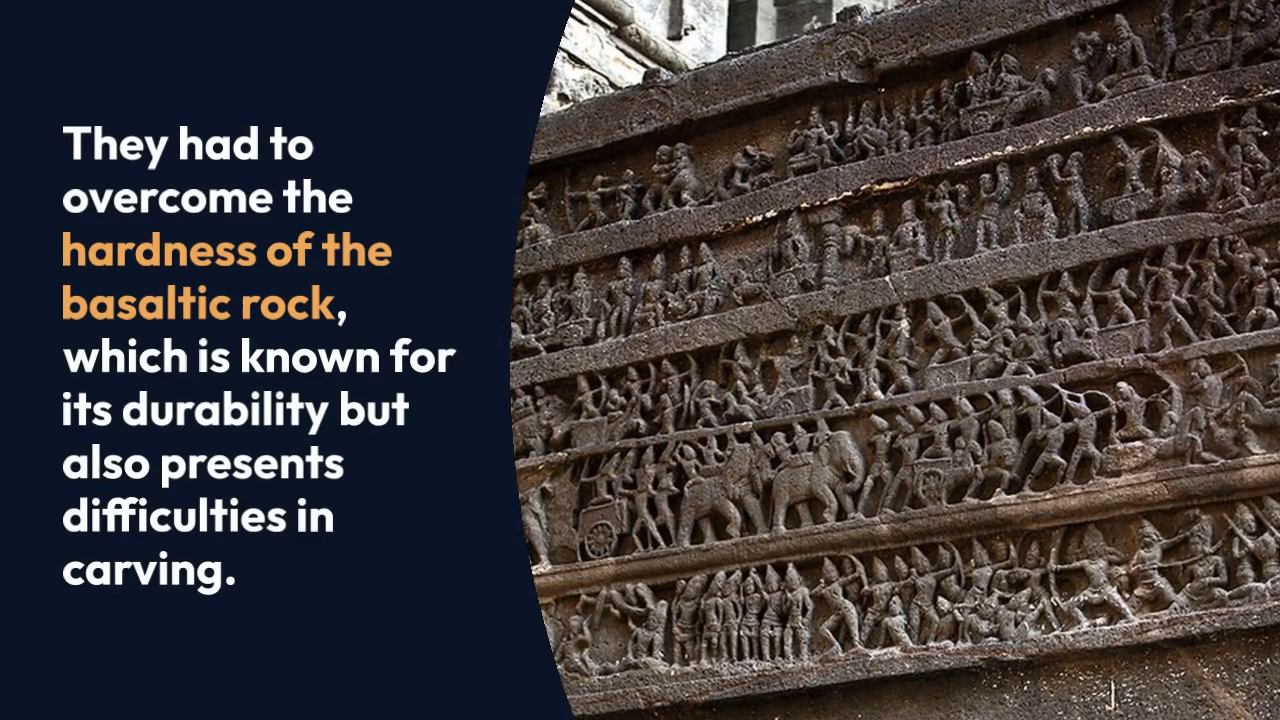 They had to
overcome the
hardness of the
basaltic rock,
which is known for
its durability but
also presents
difficulties in
carving.